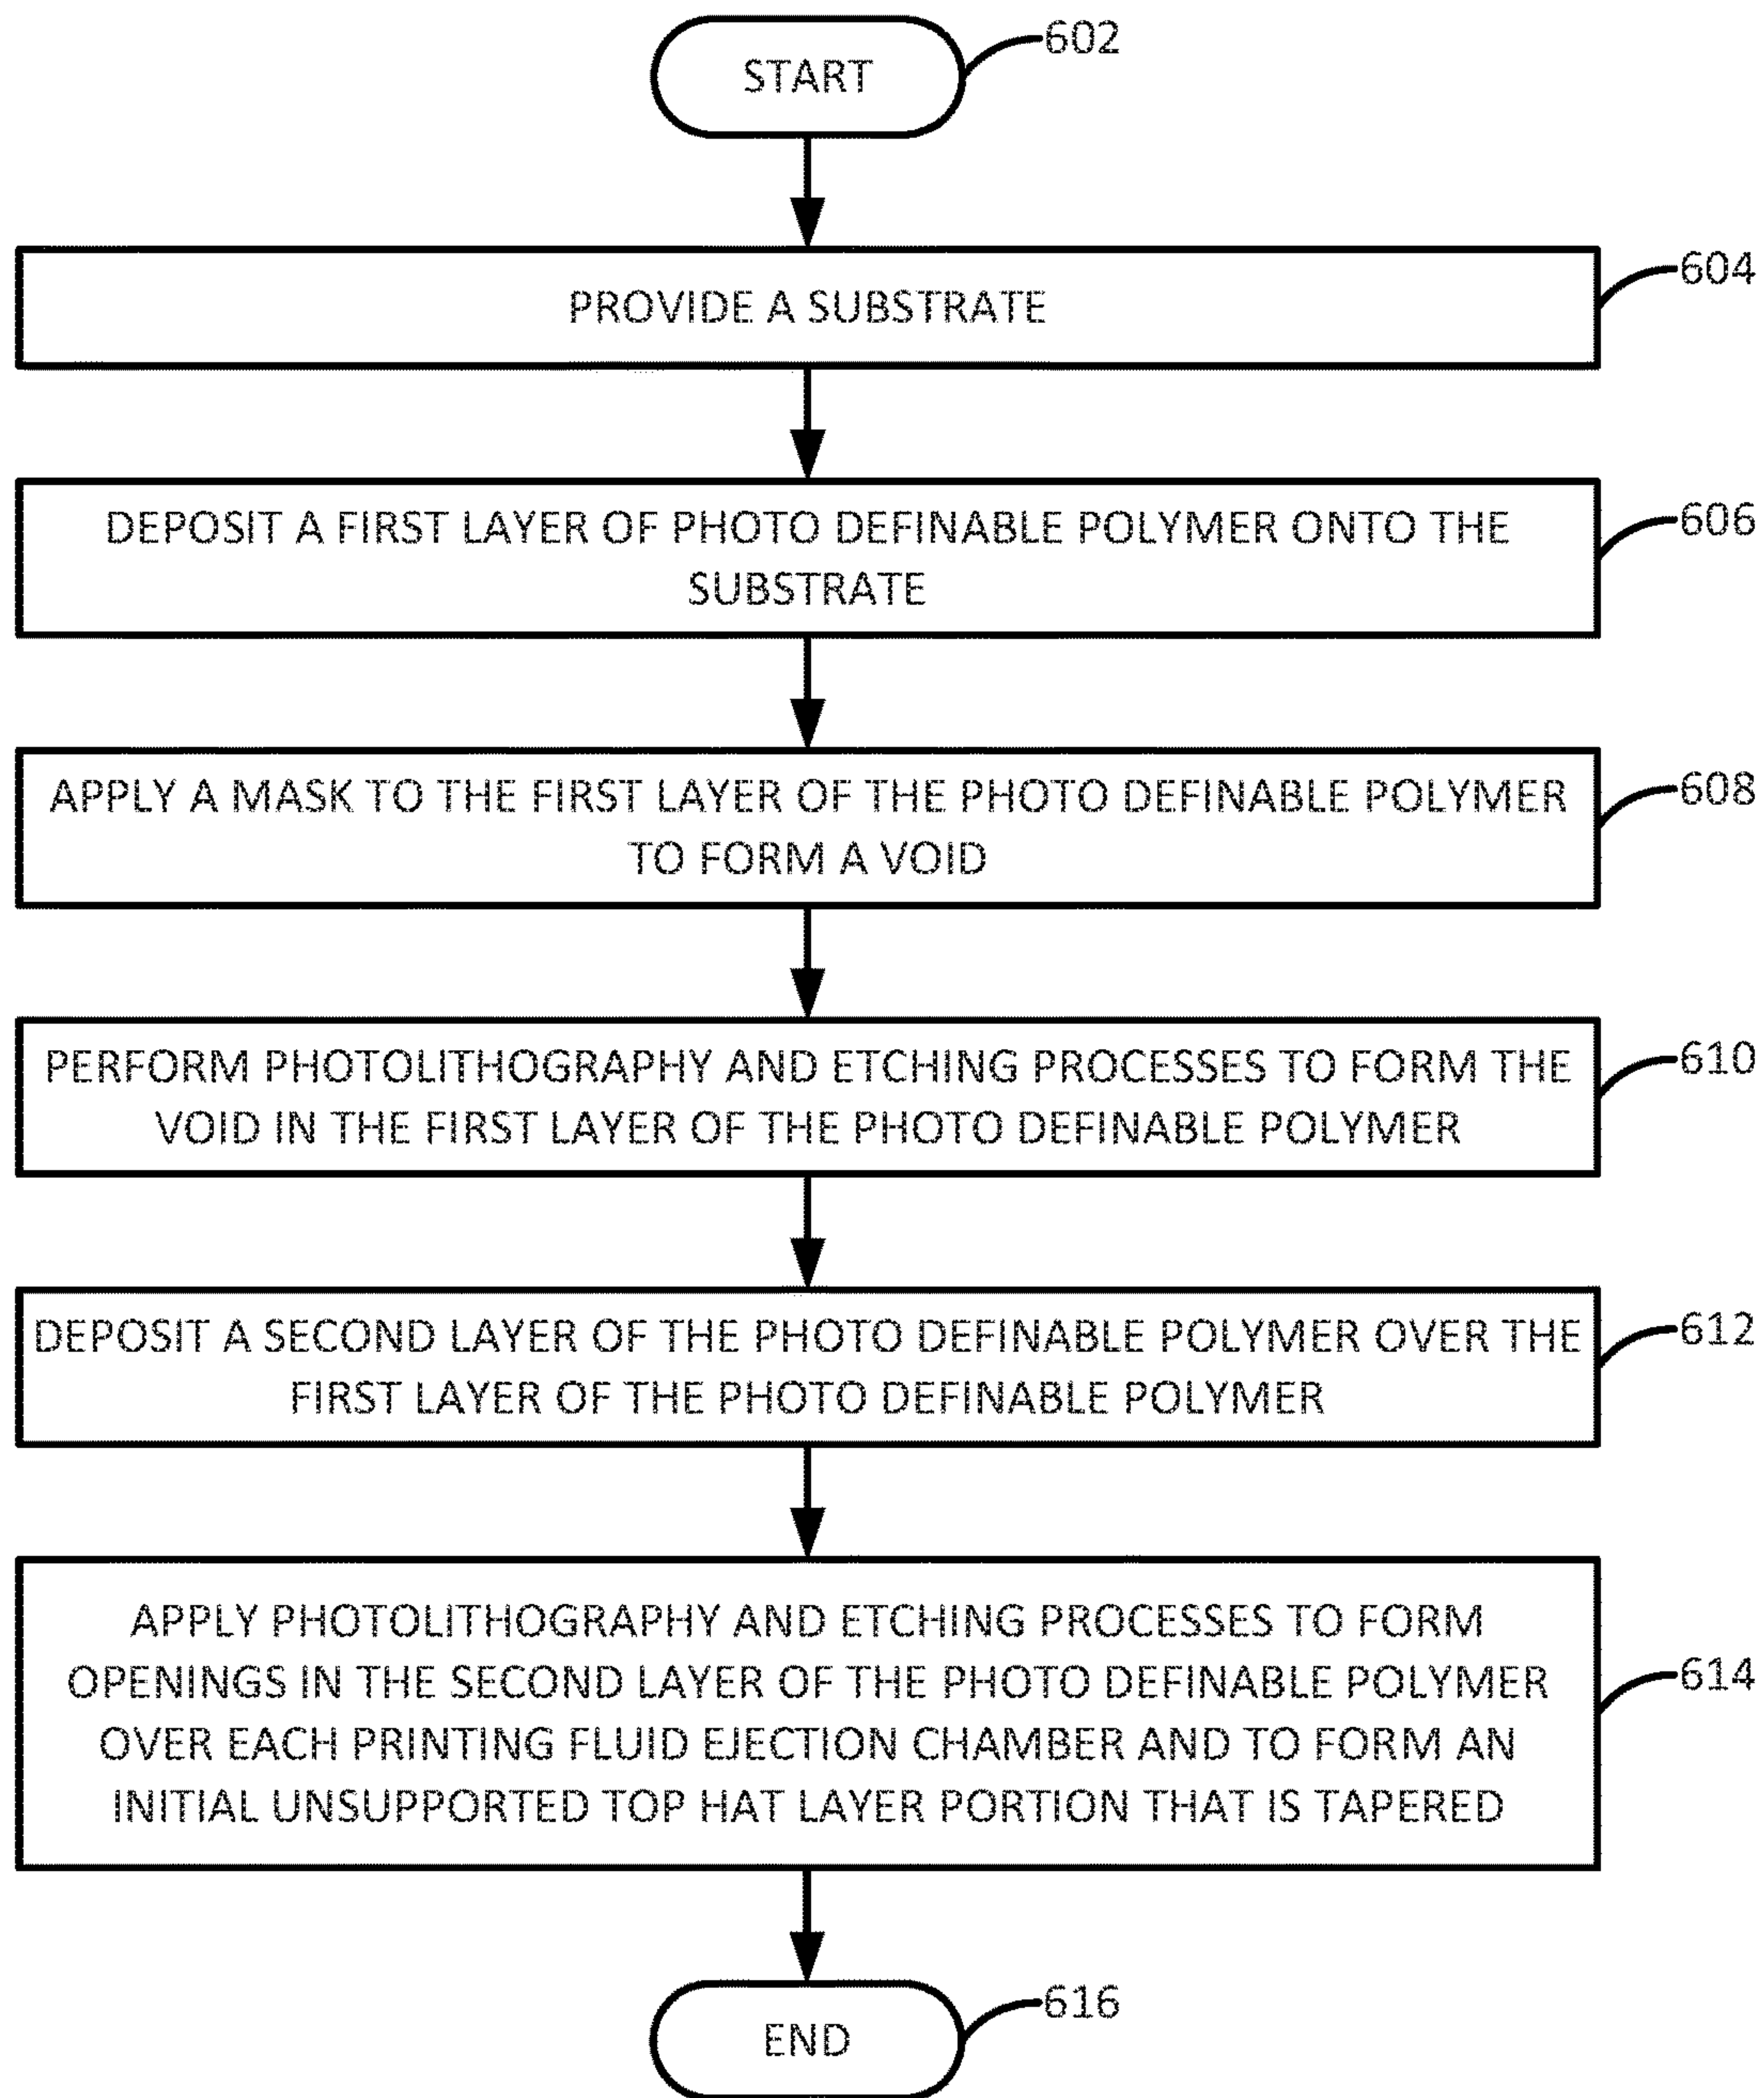 START
602
PROVIDE A SUBSTRATE
604
DEPOSIT A FIRST LAYER OF PHOTO DEFINABLE POLYMER ONTO THE
SUBSTRATE
606
APPLY A MASK TO THE FIRST LAYER OF THE PHOTO DEFINABLE POLYMER
TO FORM A VOID
608
PERFORM PHOTOLITHOGRAPHY AND ETCHING PROCESSES TO FORM THE
VOID IN THE FIRST LAYER OF THE PHOTO DEFINABLE POLYMER
610
DEPOSIT A SECOND LAYER OF THE PHOTO DEFINABLE POLYMER OVER THE
FIRST LAYER OF THE PHOTO DEFINABLE POLYMER
612
APPLY PHOTOLITHOGRAPHY AND ETCHING PROCESSES TO FORM
OPENINGS IN THE SECOND LAYER OF THE PHOTO DEFINABLE POLYMER
OVER EACH PRINTING FLUID EJECTION CHAMBER AND TO FORM AN
INITIAL UNSUPPORTED TOP HAT LAYER PORTION THAT IS TAPERED
614
END
616